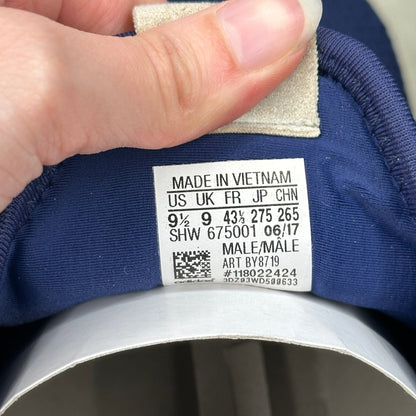 MADE IN VIETNAM
US UK FR JP CHN
9½ 9 43⅓ 275 265
SHW 675001 06/17
MALE/MÂLE
ART BY8719
#118022424
adidas